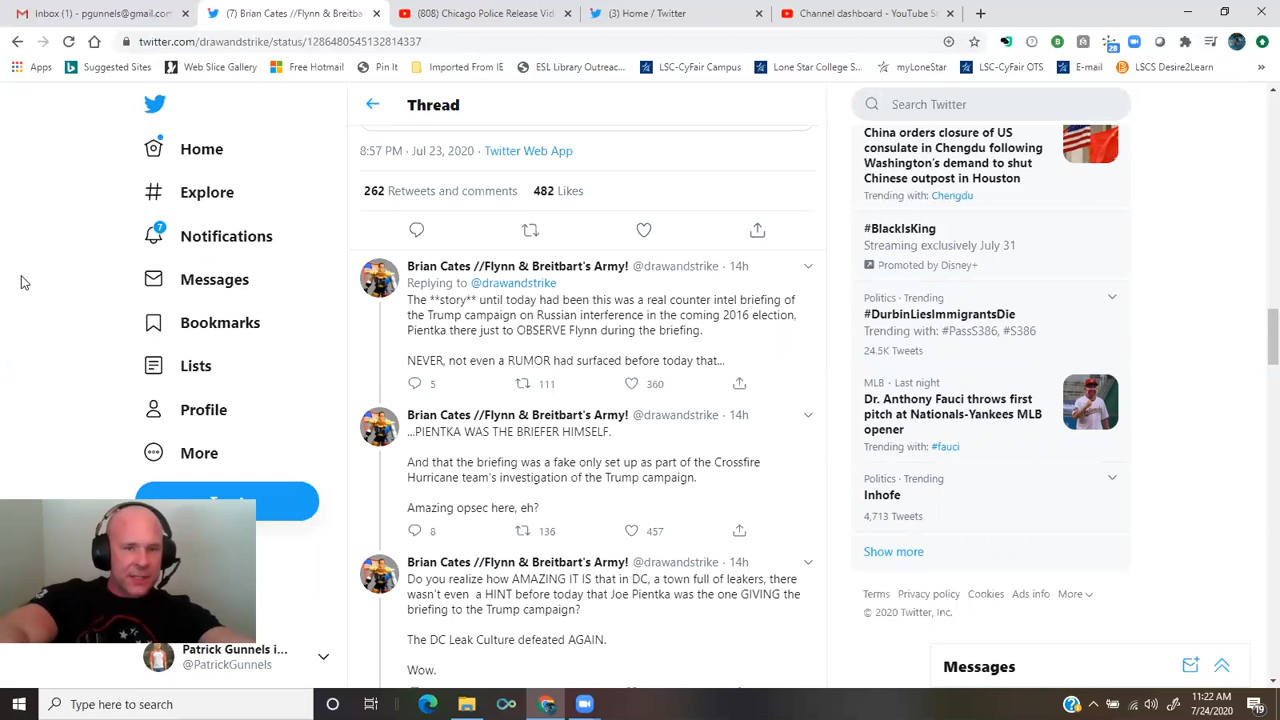 (7) Brian Cates //Flynn & Breitba
(808) Chicago Police Release Vid
(3) Home / Twitter
Channel dashboard - YouTube S
twitter.com/drawandstrike/status/1286480545132814337
28
Apps
Suggested Sites
Web Slice Gallery
Free Hotmail
Pin It
Imported From IE
ESL Library Outreac...
LSC-CyFair Campus
Lone Star College S...
myLoneStar
LSC-CyFair OTS
E-mail
LSCS Desire2Learn
»
Home
Explore
7
Notifications
Messages
Bookmarks
Lists
Profile
More
Patrick Gunnels i...
@PatrickGunnels
Thread
8:57 PM · Jul 23, 2020 · Twitter Web App
262 Retweets and comments 482 Likes
Brian Cates //Flynn & Breitbart's Army! @drawandstrike · 14h
Replying to @drawandstrike
The **story** until today had been this was a real counter intel briefing of
the Trump campaign on Russian interference in the coming 2016 election,
Pientka there just to OBSERVE Flynn during the briefing.
NEVER, not even a RUMOR had surfaced before today that...
5 111 360
Brian Cates //Flynn & Breitbart's Army! @drawandstrike · 14h
...PIENTKA WAS THE BRIEFER HIMSELF.
And that the briefing was a fake only set up as part of the Crossfire
Hurricane team's investigation of the Trump campaign.
Amazing opsec here, eh?
8 136 457
Brian Cates //Flynn & Breitbart's Army! @drawandstrike · 14h
Do you realize how AMAZING IT IS that in DC, a town full of leakers, there
wasn't even a HINT before today that Joe Pientka was the one GIVING the
briefing to the Trump campaign?
The DC Leak Culture defeated AGAIN.
Wow.
Search Twitter
China orders closure of US
consulate in Chengdu following
Washington's demand to shut
Chinese outpost in Houston
Trending with: Chengdu
#BlackIsKing
Streaming exclusively July 31
Promoted by Disney+
Politics · Trending
#DurbinLiesImmigrantsDie
Trending with: #PassS386, #S386
24.5K Tweets
MLB · Last night
Dr. Anthony Fauci throws first
pitch at Nationals-Yankees MLB
opener
Trending with: #fauci
Politics · Trending
Inhofe
4,713 Tweets
Show more
Terms Privacy policy Cookies Ads info More
© 2020 Twitter, Inc.
Messages
Type here to search
11:22 AM
7/24/2020
19